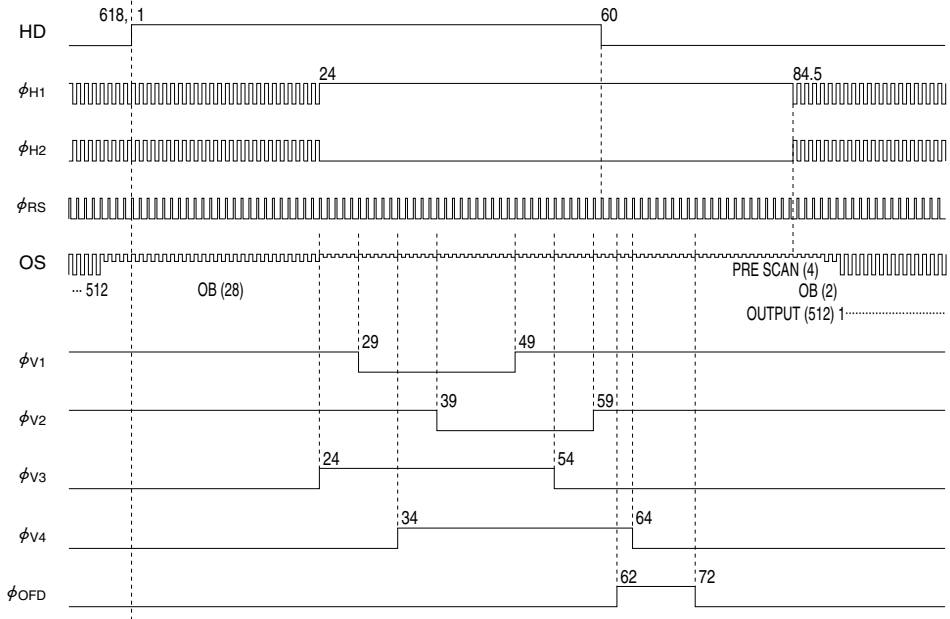 618, 1 60
HD
24 84.5
ϕH1
ϕH2
ϕRS
OS
PRE SCAN (4)
··· 512 OB (28) OB (2)
OUTPUT (512) 1
29 49
ϕV1
39 59
ϕV2
24 54
ϕV3
34 64
ϕV4
62 72
ϕOFD